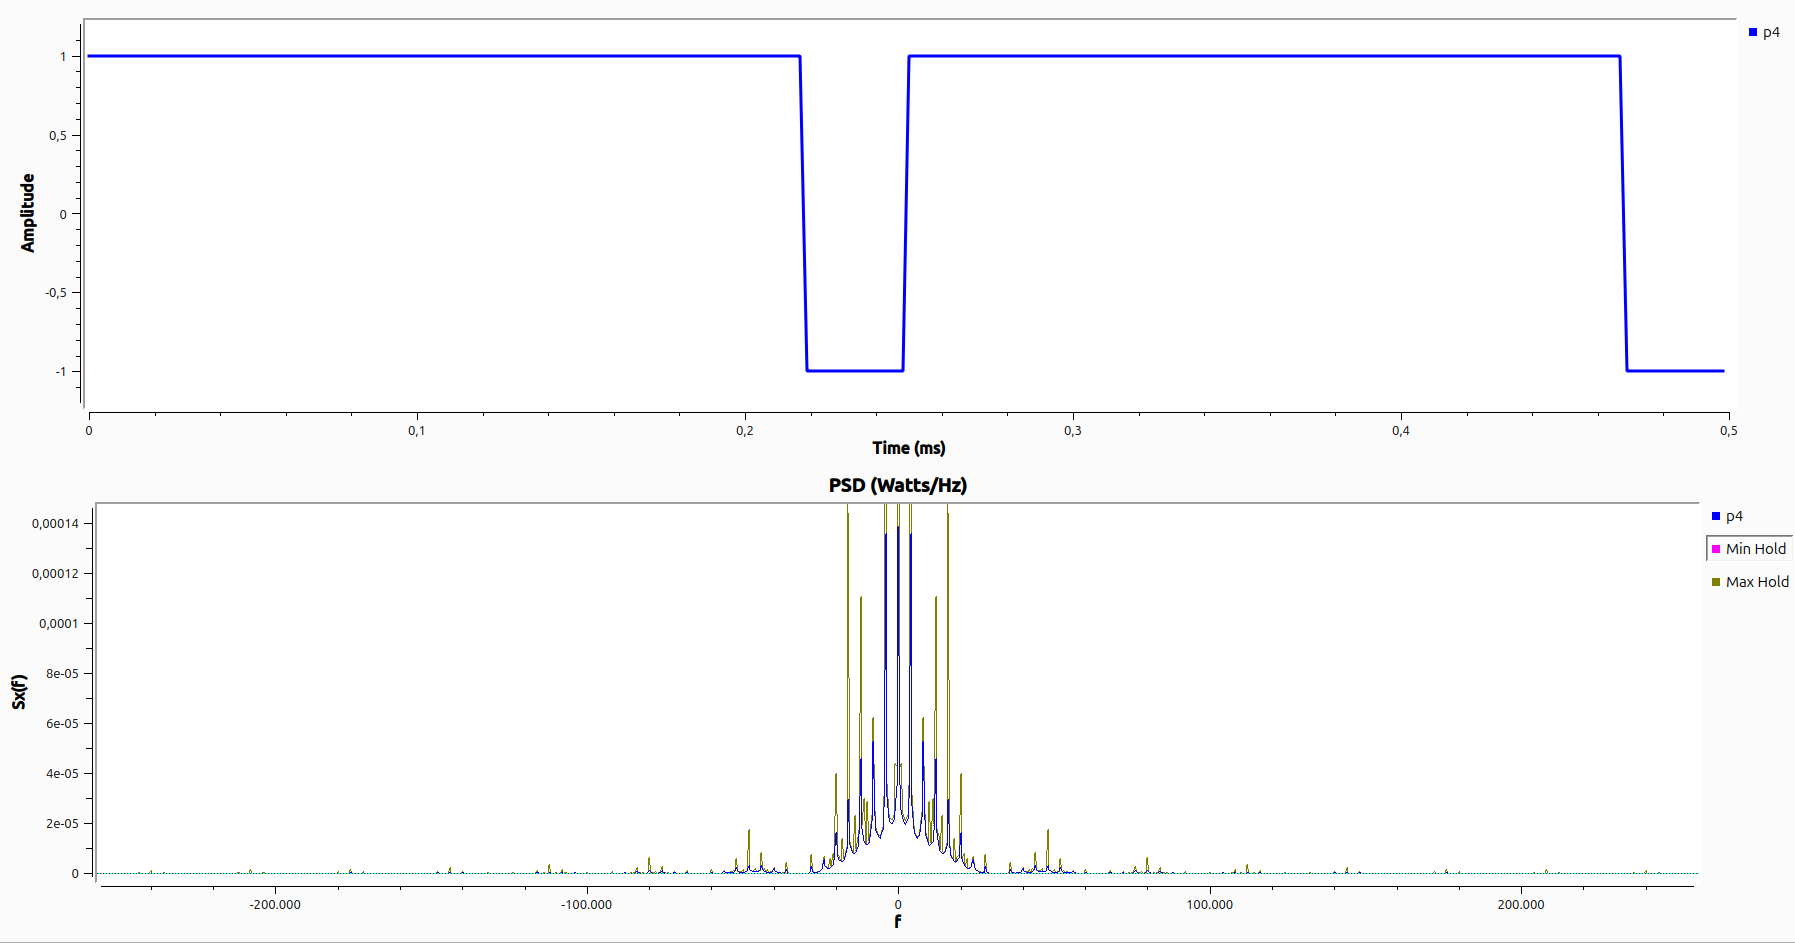 p4
1
0,5
0
-0,5
-1
Amplitude
0 0,1 0,2 0,3 0,4 0,5
Time (ms)
PSD (Watts/Hz)
p4
Min Hold
Max Hold
0,00014
0,00012
0,0001
8e-05
6e-05
4e-05
2e-05
0
Sx(f)
-200.000 -100.000 0 100.000 200.000
f